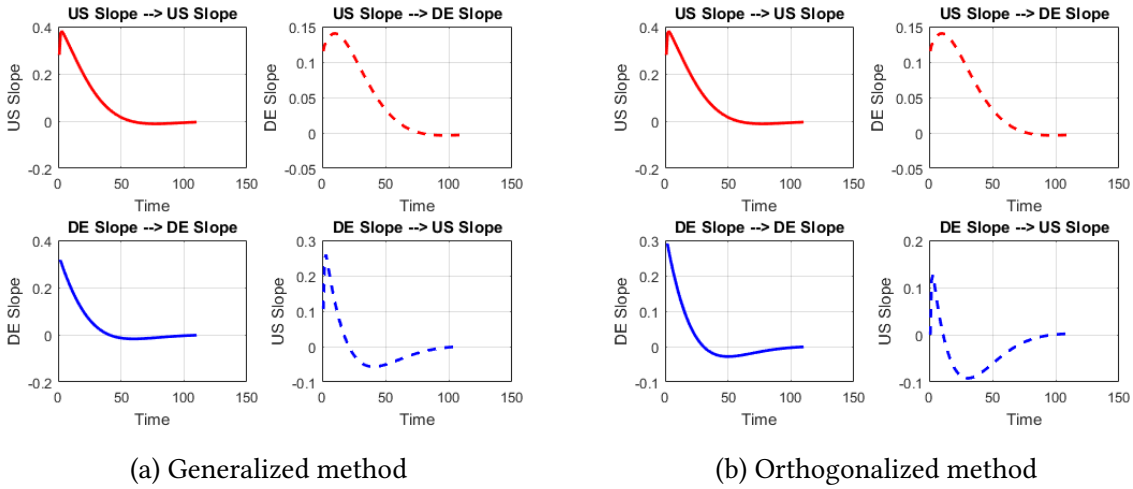 US Slope --> US Slope
0.4
0.2
0
-0.2
US Slope
0 50 100 150
Time
US Slope --> DE Slope
0.15
0.1
0.05
0
-0.05
DE Slope
0 50 100 150
Time
DE Slope --> DE Slope
0.4
0.2
0
-0.2
DE Slope
0 50 100 150
Time
DE Slope --> US Slope
0.3
0.2
0.1
0
-0.1
US Slope
0 50 100 150
Time
(a) Generalized method
US Slope --> US Slope
0.4
0.2
0
-0.2
US Slope
0 50 100 150
Time
US Slope --> DE Slope
0.15
0.1
0.05
0
-0.05
DE Slope
0 50 100 150
Time
DE Slope --> DE Slope
0.3
0.2
0.1
0
-0.1
DE Slope
0 50 100 150
Time
DE Slope --> US Slope
0.2
0.1
0
-0.1
US Slope
0 50 100 150
Time
(b) Orthogonalized method